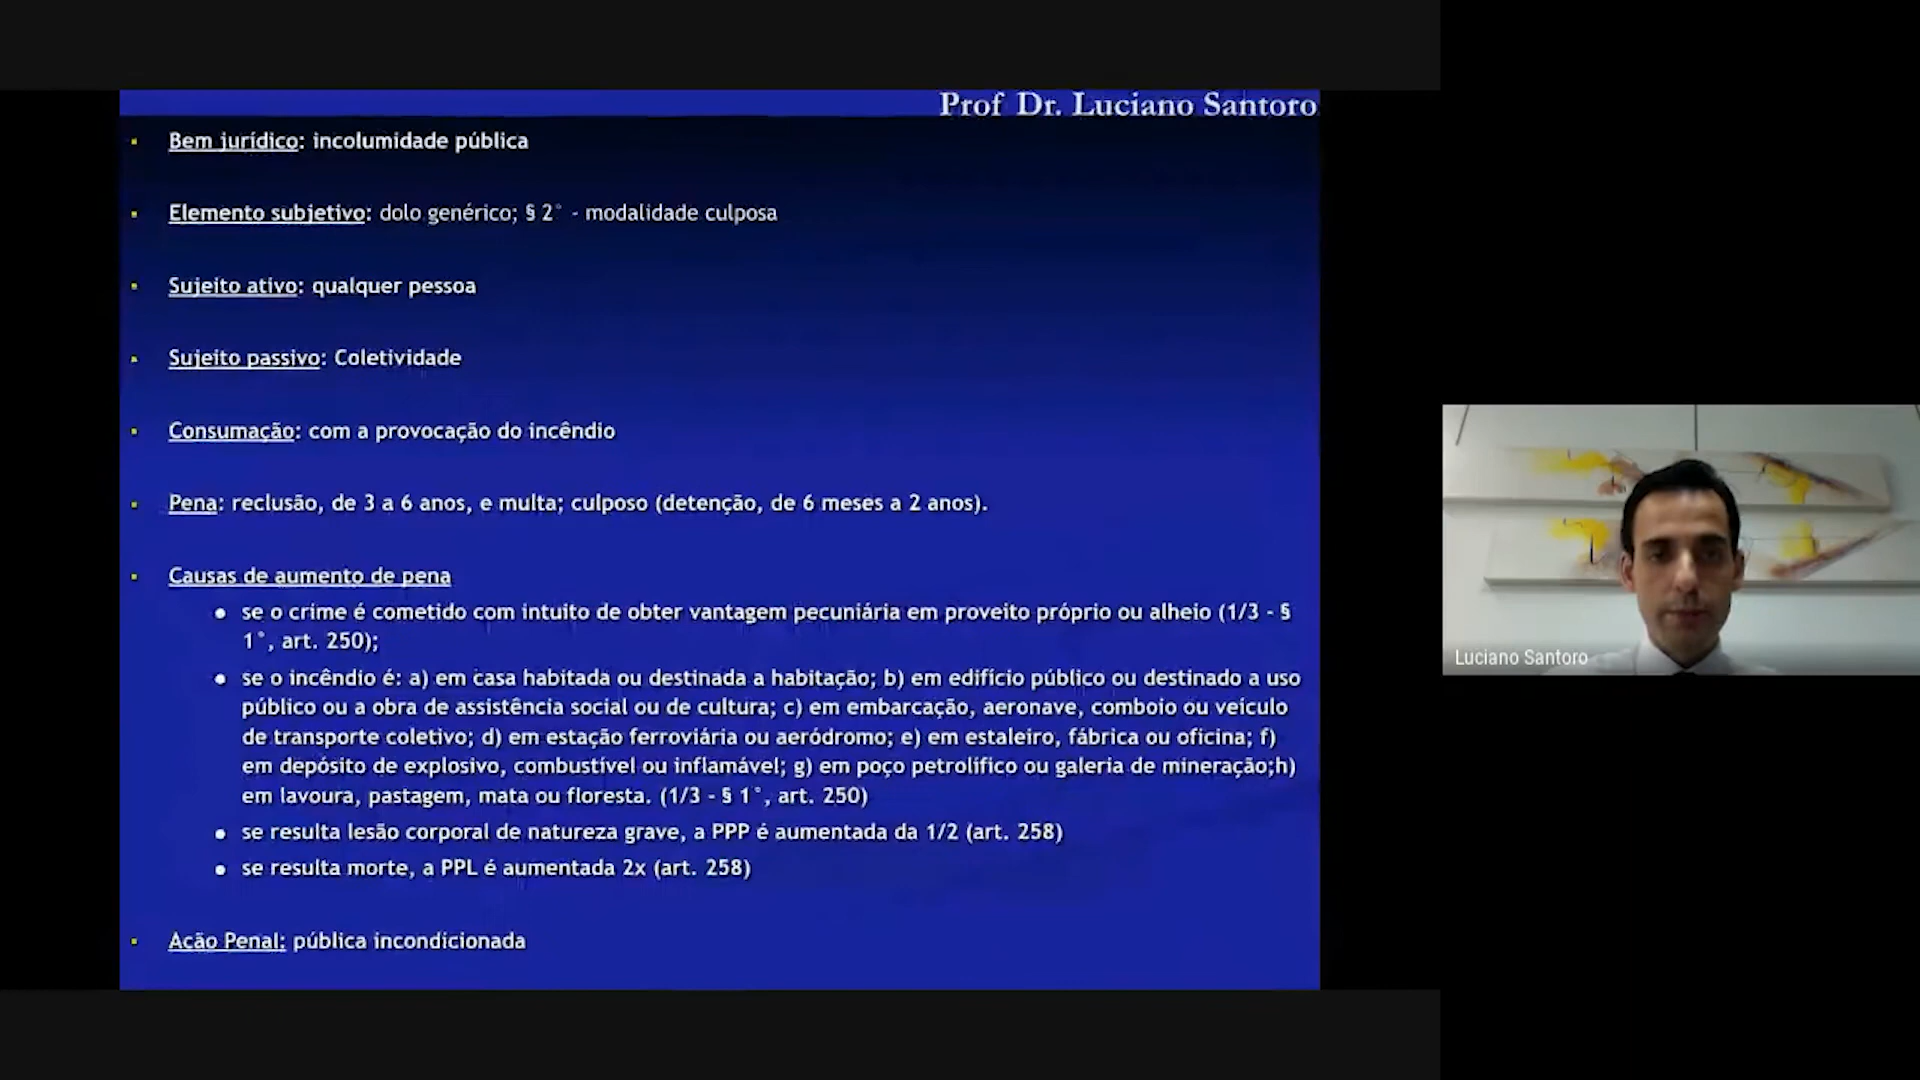 Prof Dr. Luciano Santoro
Bem jurídico: incolumidade pública
Elemento subjetivo: dolo genérico; § 2° - modalidade culposa
Sujeito ativo: qualquer pessoa
Sujeito passivo: Coletividade
Consumação: com a provocação do incêndio
Pena: reclusão, de 3 a 6 anos, e multa; culposo (detenção, de 6 meses a 2 anos).
Causas de aumento de pena
se o crime é cometido com intuito de obter vantagem pecuniária em proveito próprio ou alheio (1/3 - §
1°, art. 250);
se o incêndio é: a) em casa habitada ou destinada a habitação; b) em edifício público ou destinado a uso
público ou a obra de assistência social ou de cultura; c) em embarcação, aeronave, comboio ou veículo
de transporte coletivo; d) em estação ferroviária ou aeródromo; e) em estaleiro, fábrica ou oficina; f)
em depósito de explosivo, combustível ou inflamável; g) em poço petrolífico ou galeria de mineração;h)
em lavoura, pastagem, mata ou floresta. (1/3 - § 1°, art. 250)
se resulta lesão corporal de natureza grave, a PPP é aumentada da 1/2 (art. 258)
se resulta morte, a PPL é aumentada 2x (art. 258)
Ação Penal: pública incondicionada
Luciano Santoro